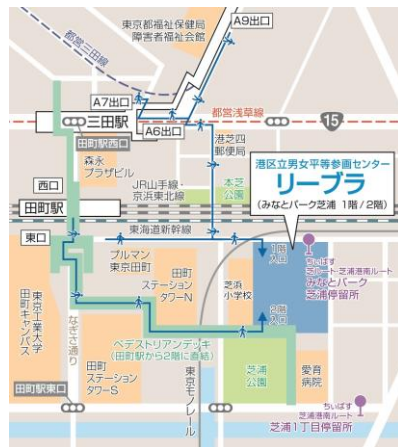 東京都福祉保健局
障害者福祉会館
A9出口
都営三田線
A7出口
三田駅
A6出口
都営浅草線
15
田町駅西口
森永
プラザビル
港芝四
郵便局
港区立男女平等参画センター
リーブラ
(みなとパーク芝浦 1階/2階)
西口
JR山手線・
京浜東北線
本芝
公園
田町駅
東口
東海道新幹線
プルマン
東京田町
田町
ステーション
タワーN
芝浜
小学校
1階
入口
ちぃばす
芝ルート・芝浦港南ルート
みなとパーク
芝浦停留所
2階
入口
東京工業大学
田町キャンパス
なぎさ通り
ペデストリアンデッキ
(田町駅から2階に直結)
田町
ステーション
タワーS
東京モノレール
芝浦
公園
愛育
病院
田町駅東口
ちぃばす
芝浦港南ルート
芝浦1丁目停留所